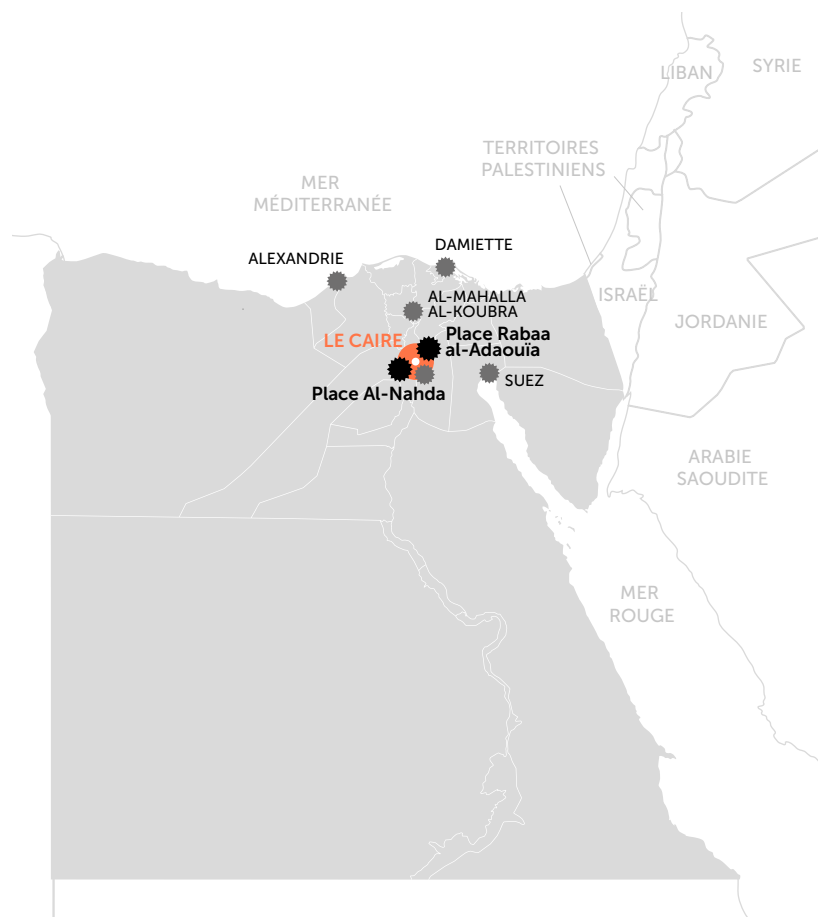 LIBAN
SYRIE
TERRITOIRES
PALESTINIENS
MER
MÉDITERRANÉE
DAMIETTE
ALEXANDRIE
ISRAËL
AL-MAHALLA
AL-KOUBRA
JORDANIE
LE CAIRE
Place Rabaa
al-Adaouïa
SUEZ
Place Al-Nahda
ARABIE
SAOUDITE
MER
ROUGE